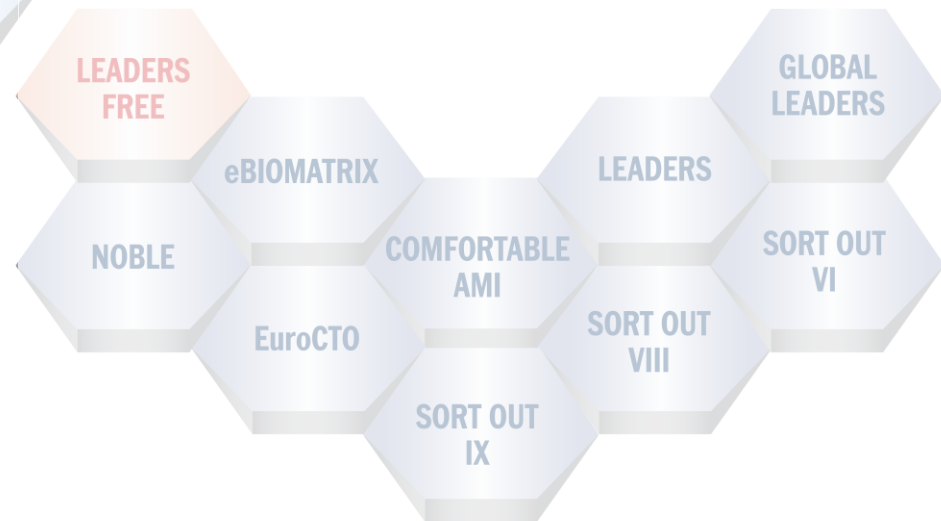 LEADERS
FREE
GLOBAL
LEADERS
eBIOMATRIX
LEADERS
NOBLE
COMFORTABLE
AMI
SORT OUT
VI
EuroCTO
SORT OUT
VIII
SORT OUT
IX